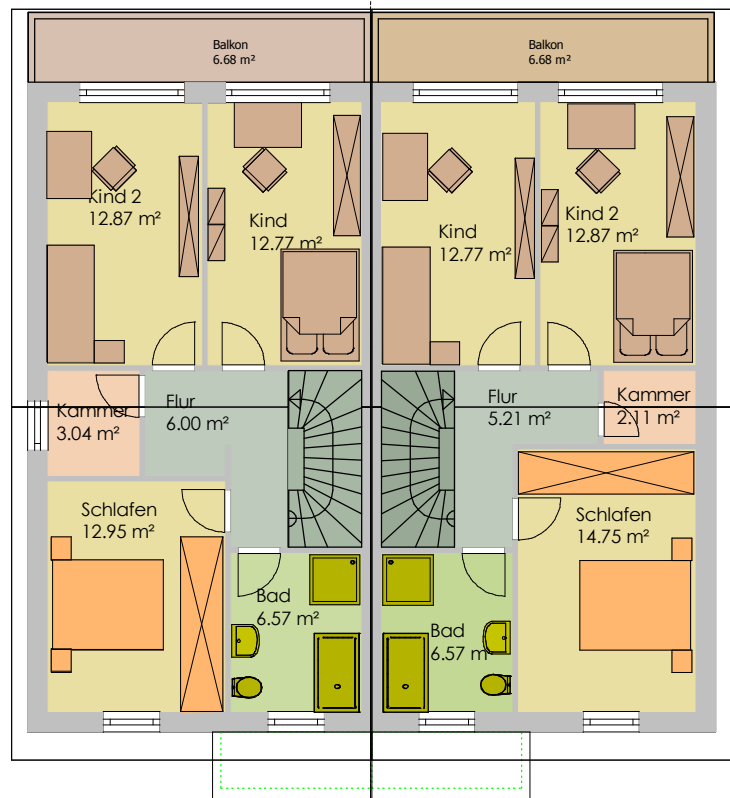 Balkon
6.68 m²
Balkon
6.68 m²
Kind 2
12.87 m²
Kind
12.77 m²
Kind
12.77 m²
Kind 2
12.87 m²
Kammer
3.04 m²
Flur
6.00 m²
Flur
5.21 m²
Kammer
2.11 m²
Schlafen
12.95 m²
Schlafen
14.75 m²
Bad
6.57 m²
Bad
6.57 m²